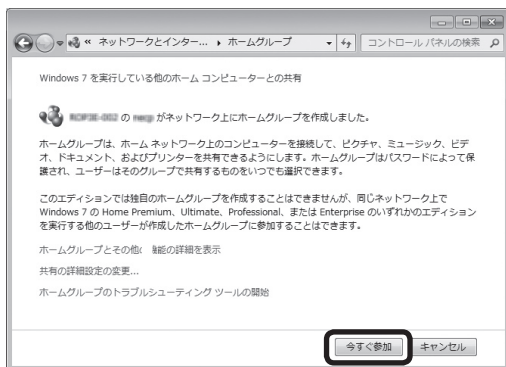 « ネットワークとインター... ▸ ホームグループ
コントロール パネルの検索
Windows 7 を実行している他のホーム コンピューターとの共有
の がネットワーク上にホームグループを作成しました。
ホームグループは、ホーム ネットワーク上のコンピューターを接続して、ピクチャ、ミュージック、ビデ
オ、ドキュメント、およびプリンターを共有できるようにします。ホームグループはパスワードによって保
護され、ユーザーはそのグループで共有するものをいつでも選択できます。
このエディションでは独自のホームグループを作成することはできませんが、同じネットワーク上で
Windows 7 の Home Premium、Ultimate、Professional、または Enterprise のいずれかのエディション
を実行する他のユーザーが作成したホームグループに参加することはできます。
ホームグループとその他 機能の詳細を表示
共有の詳細設定の変更...
ホームグループのトラブルシューティング ツールの開始
今すぐ参加
キャンセル